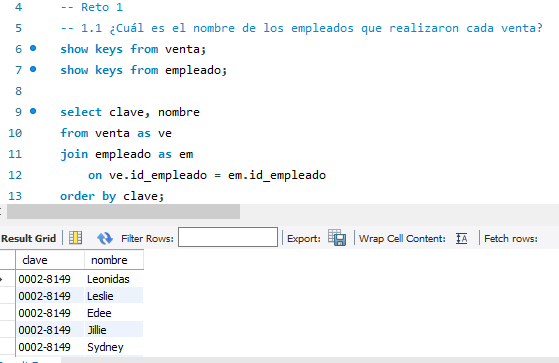 4 -- Reto 1
5 -- 1.1 ¿Cuál es el nombre de los empleados que realizaron cada venta?
6 show keys from venta;
7 show keys from empleado;
8
9 select clave, nombre
10 from venta as ve
11 join empleado as em
12 on ve.id_empleado = em.id_empleado
13 order by clave;
Result Grid Filter Rows: Export: Wrap Cell Content: IA Fetch rows:
clave nombre
0002-8149 Leonidas
0002-8149 Leslie
0002-8149 Edee
0002-8149 Jillie
0002-8149 Sydney